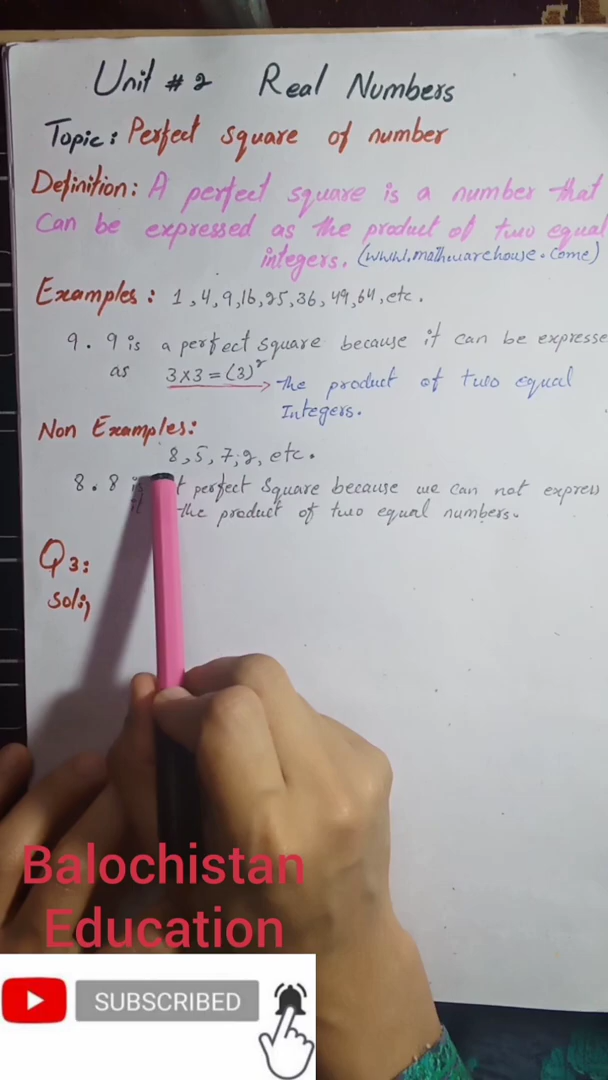 Unit # 2 Real Numbers
Topic: Perfect square of number
Definition: A perfect square is a number that
can be expressed as the product of two equal
integers. (www.mathwarehouse.come)
Examples: 1, 4, 9, 16, 25, 36, 49, 64, etc.
9. 9 is a perfect square because it can be expresse
as 3×3=(3)² the product of two equal
Integers.
Non Examples:
8, 5, 7, 2, etc.
8. 8 is perfect square because we can not express
it the product of two equal numbers.
Q3:
Sol:,
Balochistan
Education
SUBSCRIBED